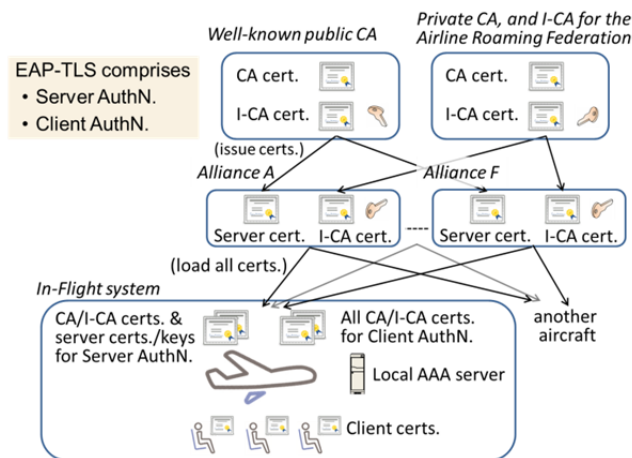 Well-known public CA
Private CA, and I-CA for the
Airline Roaming Federation
EAP-TLS comprises
• Server AuthN.
• Client AuthN.
CA cert.
I-CA cert.
CA cert.
I-CA cert.
(issue certs.)
Alliance A
Alliance F
Server cert.
I-CA cert.
Server cert.
I-CA cert.
(load all certs.)
In-Flight system
CA/I-CA certs. &
server certs./keys
for Server AuthN.
All CA/I-CA certs.
for Client AuthN.
another
aircraft
Local AAA server
Client certs.